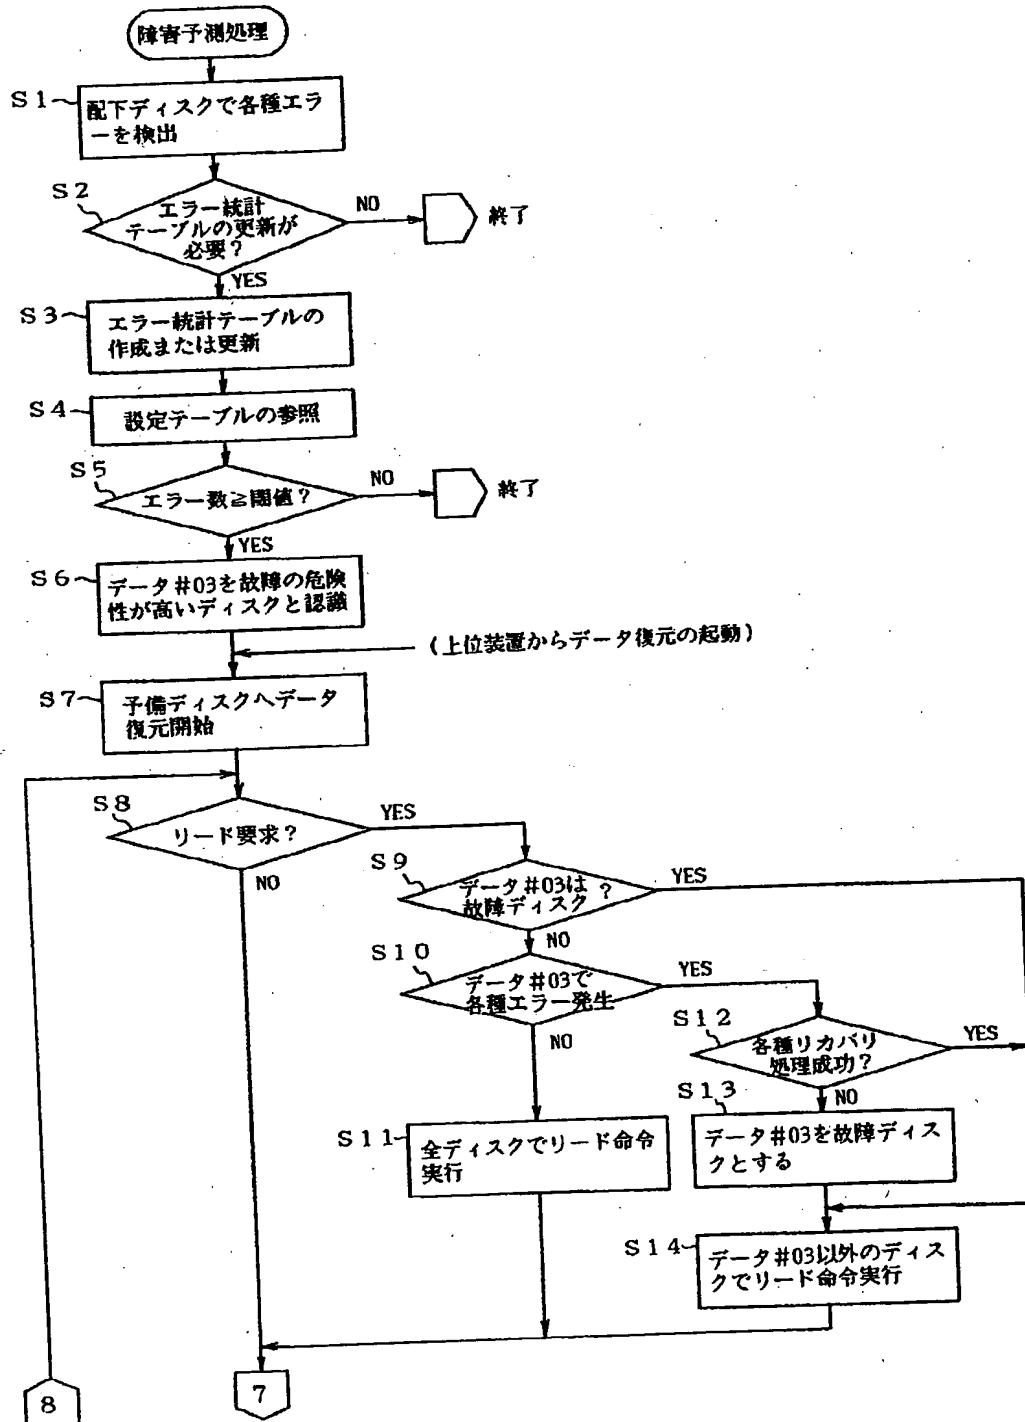 障害予測処理
S1
配下ディスクで各種エラ
ーを検出
S2
エラー統計
テーブルの更新が
必要?
NO
終了
YES
S3
エラー統計テーブルの
作成または更新
S4
設定テーブルの参照
S5
エラー数≧閾値?
NO
終了
YES
S6
データ#03を故障の危険
性が高いディスクと認識
(上位装置からデータ復元の起動)
S7
予備ディスクへデータ
復元開始
S8
リード要求?
YES
NO
S9
データ#03は
故障ディスク?
YES
NO
S10
データ#03で
各種エラー発生
YES
NO
S12
各種リカバリ
処理成功?
YES
NO
S11
全ディスクでリード命令
実行
S13
データ#03を故障ディス
クとする
S14
データ#03以外のディス
クでリード命令実行
8
7